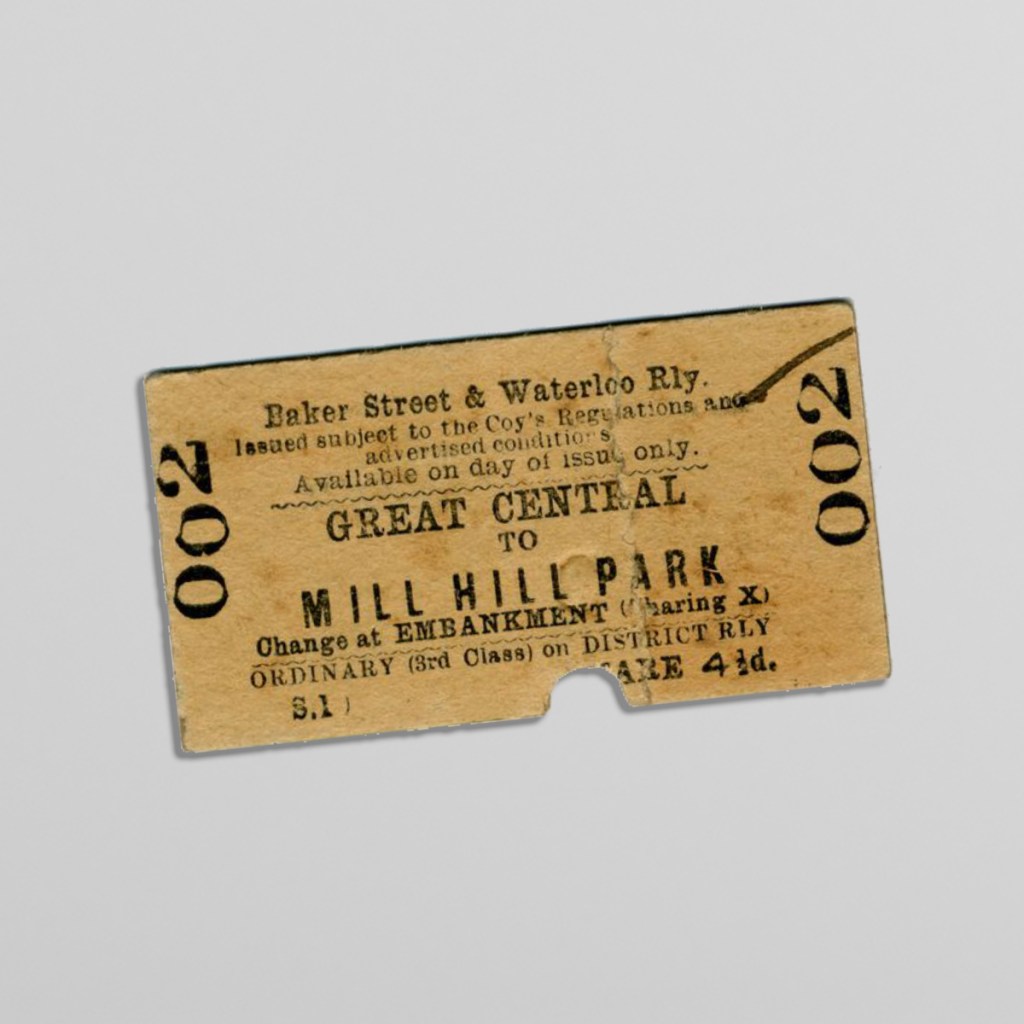 Baker Street & Waterloo Rly.
Issued subject to the Coy's Regulations and
advertised conditions
Available on day of issue only.
GREAT CENTRAL
TO
MILL HILL PARK
Change at EMBANKMENT (Charing X)
ORDINARY (3rd Class) on DISTRICT RLY
S.1) FARE 4½d.
002
002